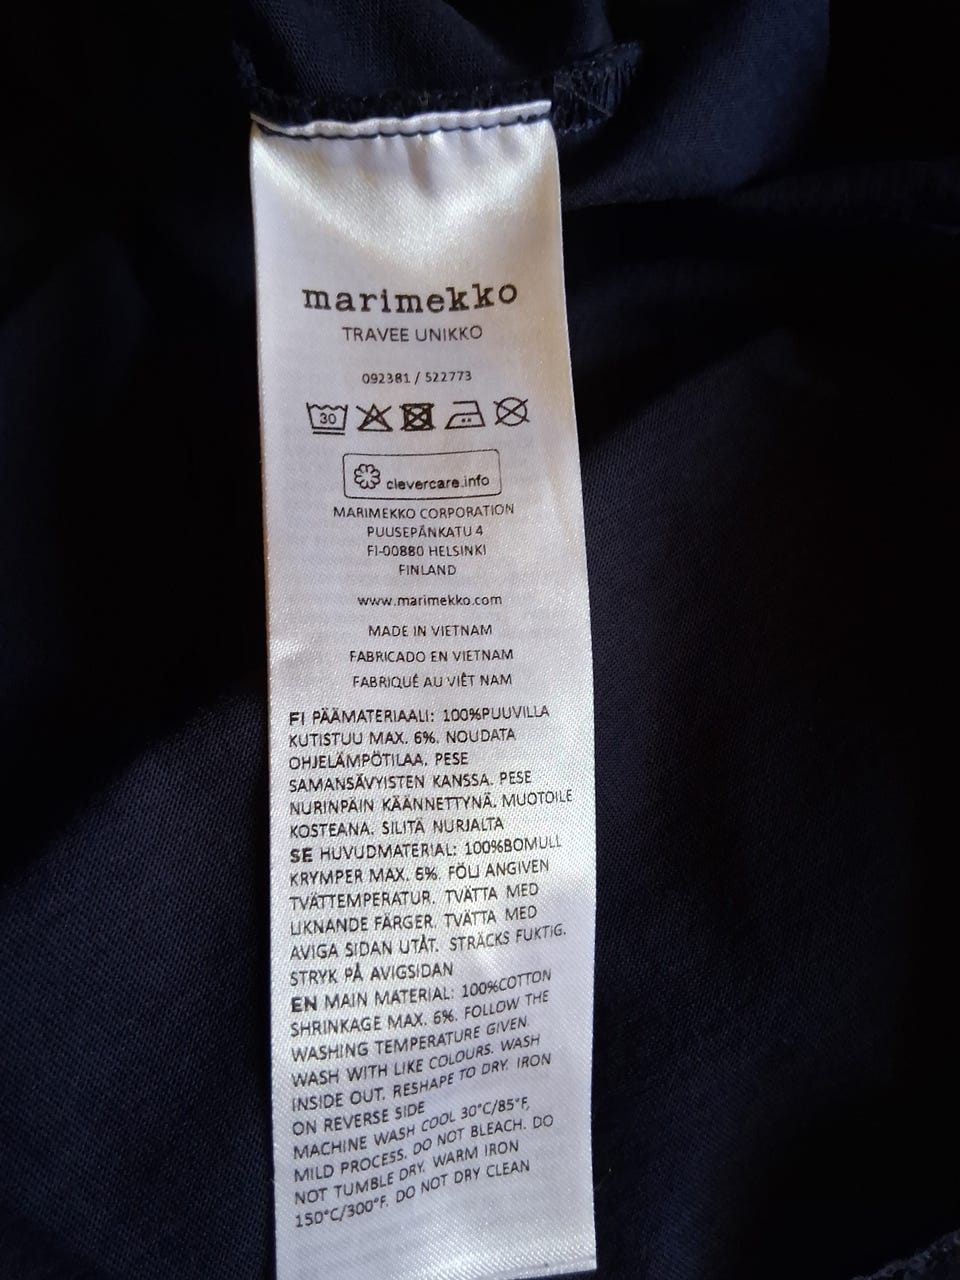 marimekko
TRAVEE UNIKKO
092381 / 522773
30
clevercare.info
MARIMEKKO CORPORATION
PUUSEPÄNKATU 4
FI-00880 HELSINKI
FINLAND
www.marimekko.com
MADE IN VIETNAM
FABRICADO EN VIETNAM
FABRIQUÉ AU VIÊT NAM
FI PÄÄMATERIAALI: 100%PUUVILLA
KUTISTUU MAX. 6%. NOUDATA
OHJELÄMPÖTILAA. PESE
SAMANSÄVYISTEN KANSSA. PESE
NURINPÄIN KÄÄNNETTYNÄ. MUOTOILE
KOSTEANA. SILITÄ NURJALTA
SE HUVUDMATERIAL: 100%BOMULL
KRYMPER MAX. 6%. FÖLJ ANGIVEN
TVÄTTEMPERATUR. TVÄTTA MED
LIKNANDE FÄRGER. TVÄTTA MED
AVIGA SIDAN UTÅT. STRÄCKS FUKTIG.
STRYK PÅ AVIGSIDAN
EN MAIN MATERIAL: 100%COTTON
SHRINKAGE MAX. 6%. FOLLOW THE
WASHING TEMPERATURE GIVEN.
WASH WITH LIKE COLOURS. WASH
INSIDE OUT. RESHAPE TO DRY. IRON
ON REVERSE SIDE
MACHINE WASH COOL 30°C/85°F,
MILD PROCESS. DO NOT BLEACH. DO
NOT TUMBLE DRY. WARM IRON
150°C/300°F. DO NOT DRY CLEAN